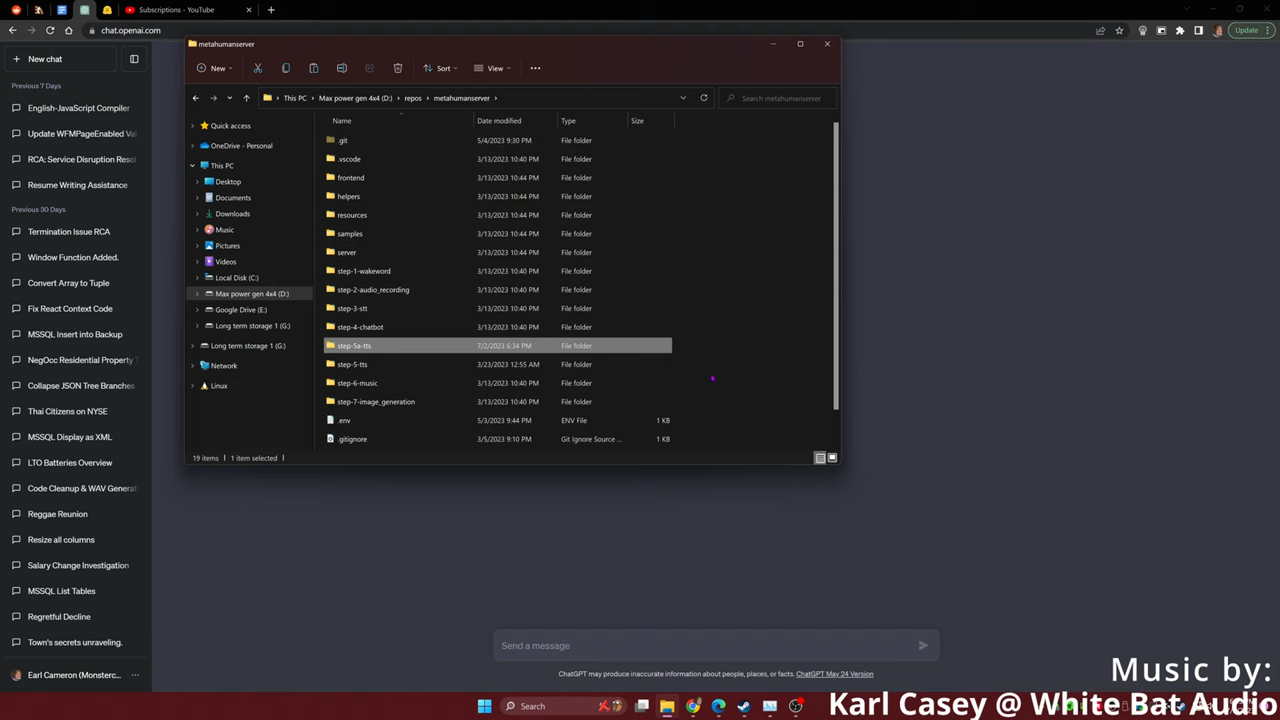 Subscriptions - YouTube
chat.openai.com
Update
New chat
Previous 7 Days
English-JavaScript Compiler
Update WFMPageEnabled Val
RCA: Service Disruption Resol
Resume Writing Assistance
Previous 30 Days
Termination Issue RCA
Window Function Added.
Convert Array to Tuple
Fix React Context Code
MSSQL Insert into Backup
NegOcc Residential Property T
Collapse JSON Tree Branches
Thai Citizens on NYSE
MSSQL Display as XML
LTO Batteries Overview
Code Cleanup & WAV Generat
Reggae Reunion
Resize all columns
Salary Change Investigation
MSSQL List Tables
Regretful Decline
Town's secrets unraveling.
Earl Cameron (Monsterc...
metahumanserver
New
Sort
View
This PC
Max power gen 4x4 (D:)
repos
metahumanserver
Search metahumanserver
Quick access
OneDrive - Personal
This PC
Desktop
Documents
Downloads
Music
Pictures
Videos
Local Disk (C:)
Max power gen 4x4 (D:)
Google Drive (E:)
Long term storage 1 (G:)
Long term storage 1 (G:)
Network
Linux
Name Date modified Type Size
.git 5/4/2023 9:30 PM File folder
.vscode 3/13/2023 10:40 PM File folder
frontend 3/13/2023 10:44 PM File folder
helpers 3/13/2023 10:44 PM File folder
resources 3/13/2023 10:44 PM File folder
samples 3/13/2023 10:44 PM File folder
server 3/13/2023 10:44 PM File folder
step-1-wakeword 3/13/2023 10:40 PM File folder
step-2-audio_recording 3/13/2023 10:40 PM File folder
step-3-stt 3/13/2023 10:40 PM File folder
step-4-chatbot 3/13/2023 10:40 PM File folder
step-5a-tts 7/2/2023 6:34 PM File folder
step-5-tts 3/23/2023 12:55 AM File folder
step-6-music 3/13/2023 10:40 PM File folder
step-7-image_generation 3/13/2023 10:40 PM File folder
.env 5/3/2023 9:44 PM ENV File 1 KB
.gitignore 3/5/2023 9:10 PM Git Ignore Source ... 1 KB
19 items 1 item selected
Send a message
ChatGPT may produce inaccurate information about people, places, or facts. ChatGPT May 24 Version
Search
Music by:
Karl Casey @ White Bat Audio